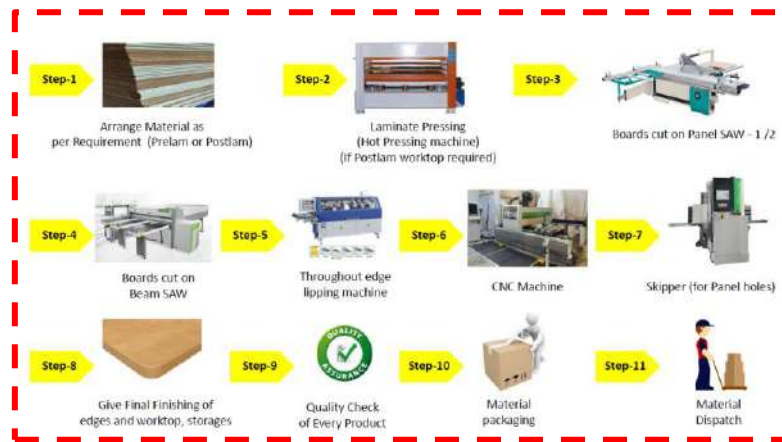 Step-1
Step-2
Step-3
Arrange Material as
per Requirement (Prelam or Postlam)
Laminate Pressing
(Hot Pressing machine)
(If Postlam worktop required)
Boards cut on Panel SAW - 1 /2
Step-4
Step-5
Step-6
Step-7
Boards cut on
Beam SAW
Throughout edge
lipping machine
CNC Machine
Skipper (for Panel holes)
Step-8
Step-9
QUALITY
ASSURANCE
Step-10
Step-11
Give Final Finishing of
edges and worktop, storages
Quality Check
of Every Product
Material
packaging
Material
Dispatch